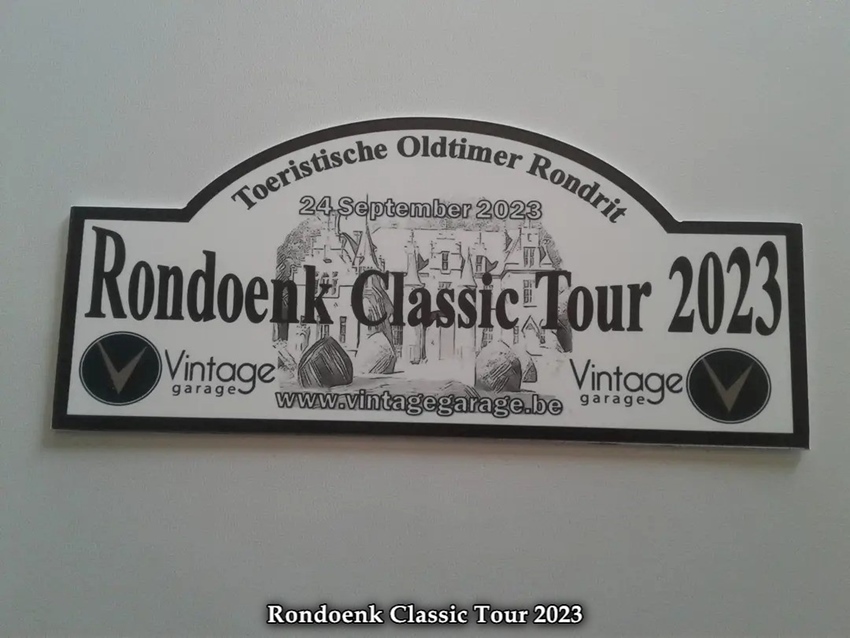 Toeristische Oldtimer Rondrit
24 September 2023
Rondoenk Classic Tour 2023
Vintage
garage
Vintage
garage
www.vintagegarage.be
Rondoenk Classic Tour 2023